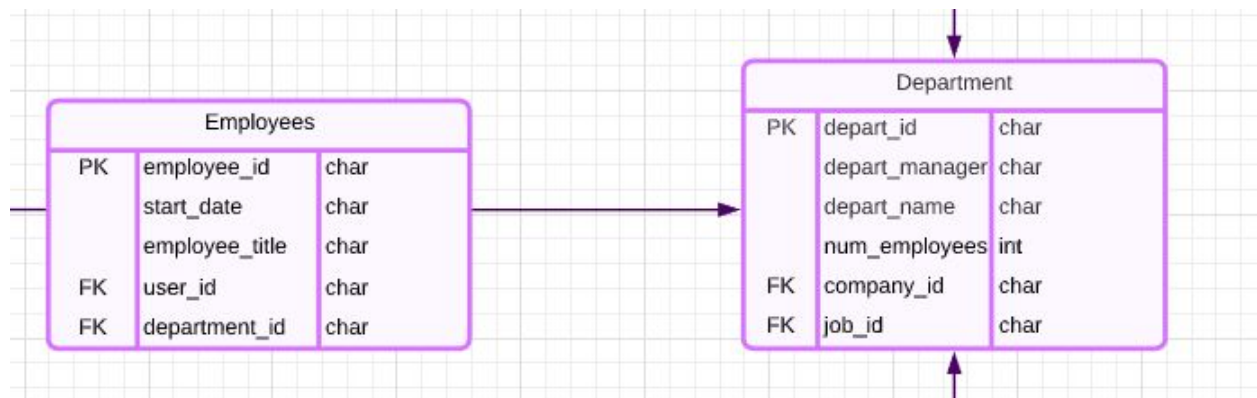 Employees
PK employee_id char
start_date char
employee_title char
FK user_id char
FK department_id char
Department
PK depart_id char
depart_manager char
depart_name char
num_employees int
FK company_id char
FK job_id char